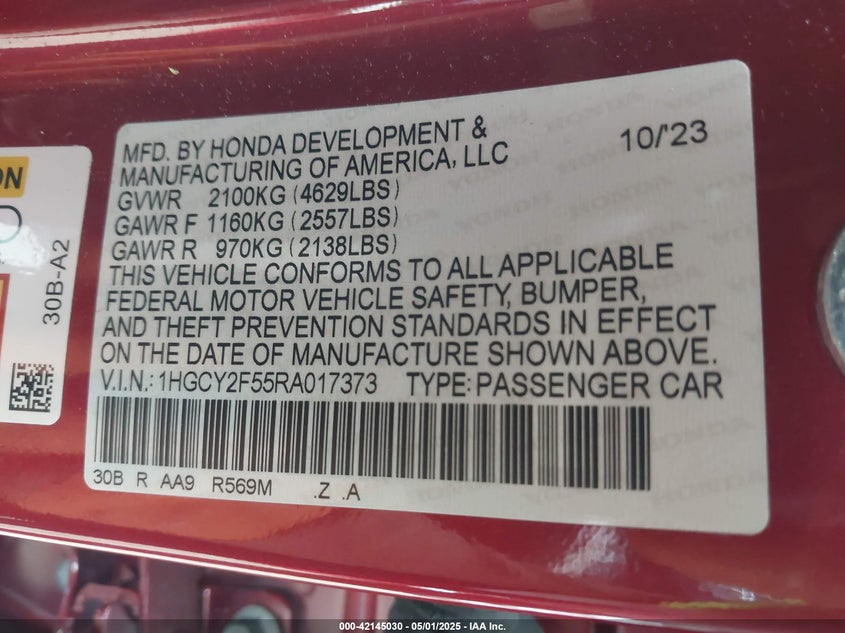 MFD. BY HONDA DEVELOPMENT &
MANUFACTURING OF AMERICA, LLC 10/'23
GVWR 2100KG (4629LBS)
GAWR F 1160KG (2557LBS)
GAWR R 970KG (2138LBS)
THIS VEHICLE CONFORMS TO ALL APPLICABLE
FEDERAL MOTOR VEHICLE SAFETY, BUMPER,
AND THEFT PREVENTION STANDARDS IN EFFECT
ON THE DATE OF MANUFACTURE SHOWN ABOVE.
V.I.N.: 1HGCY2F55RA017373 TYPE: PASSENGER CAR
30B R AA9 R569M .Z .A
30B-A2
000-42145030 - 05/01/2025 - IAA Inc.